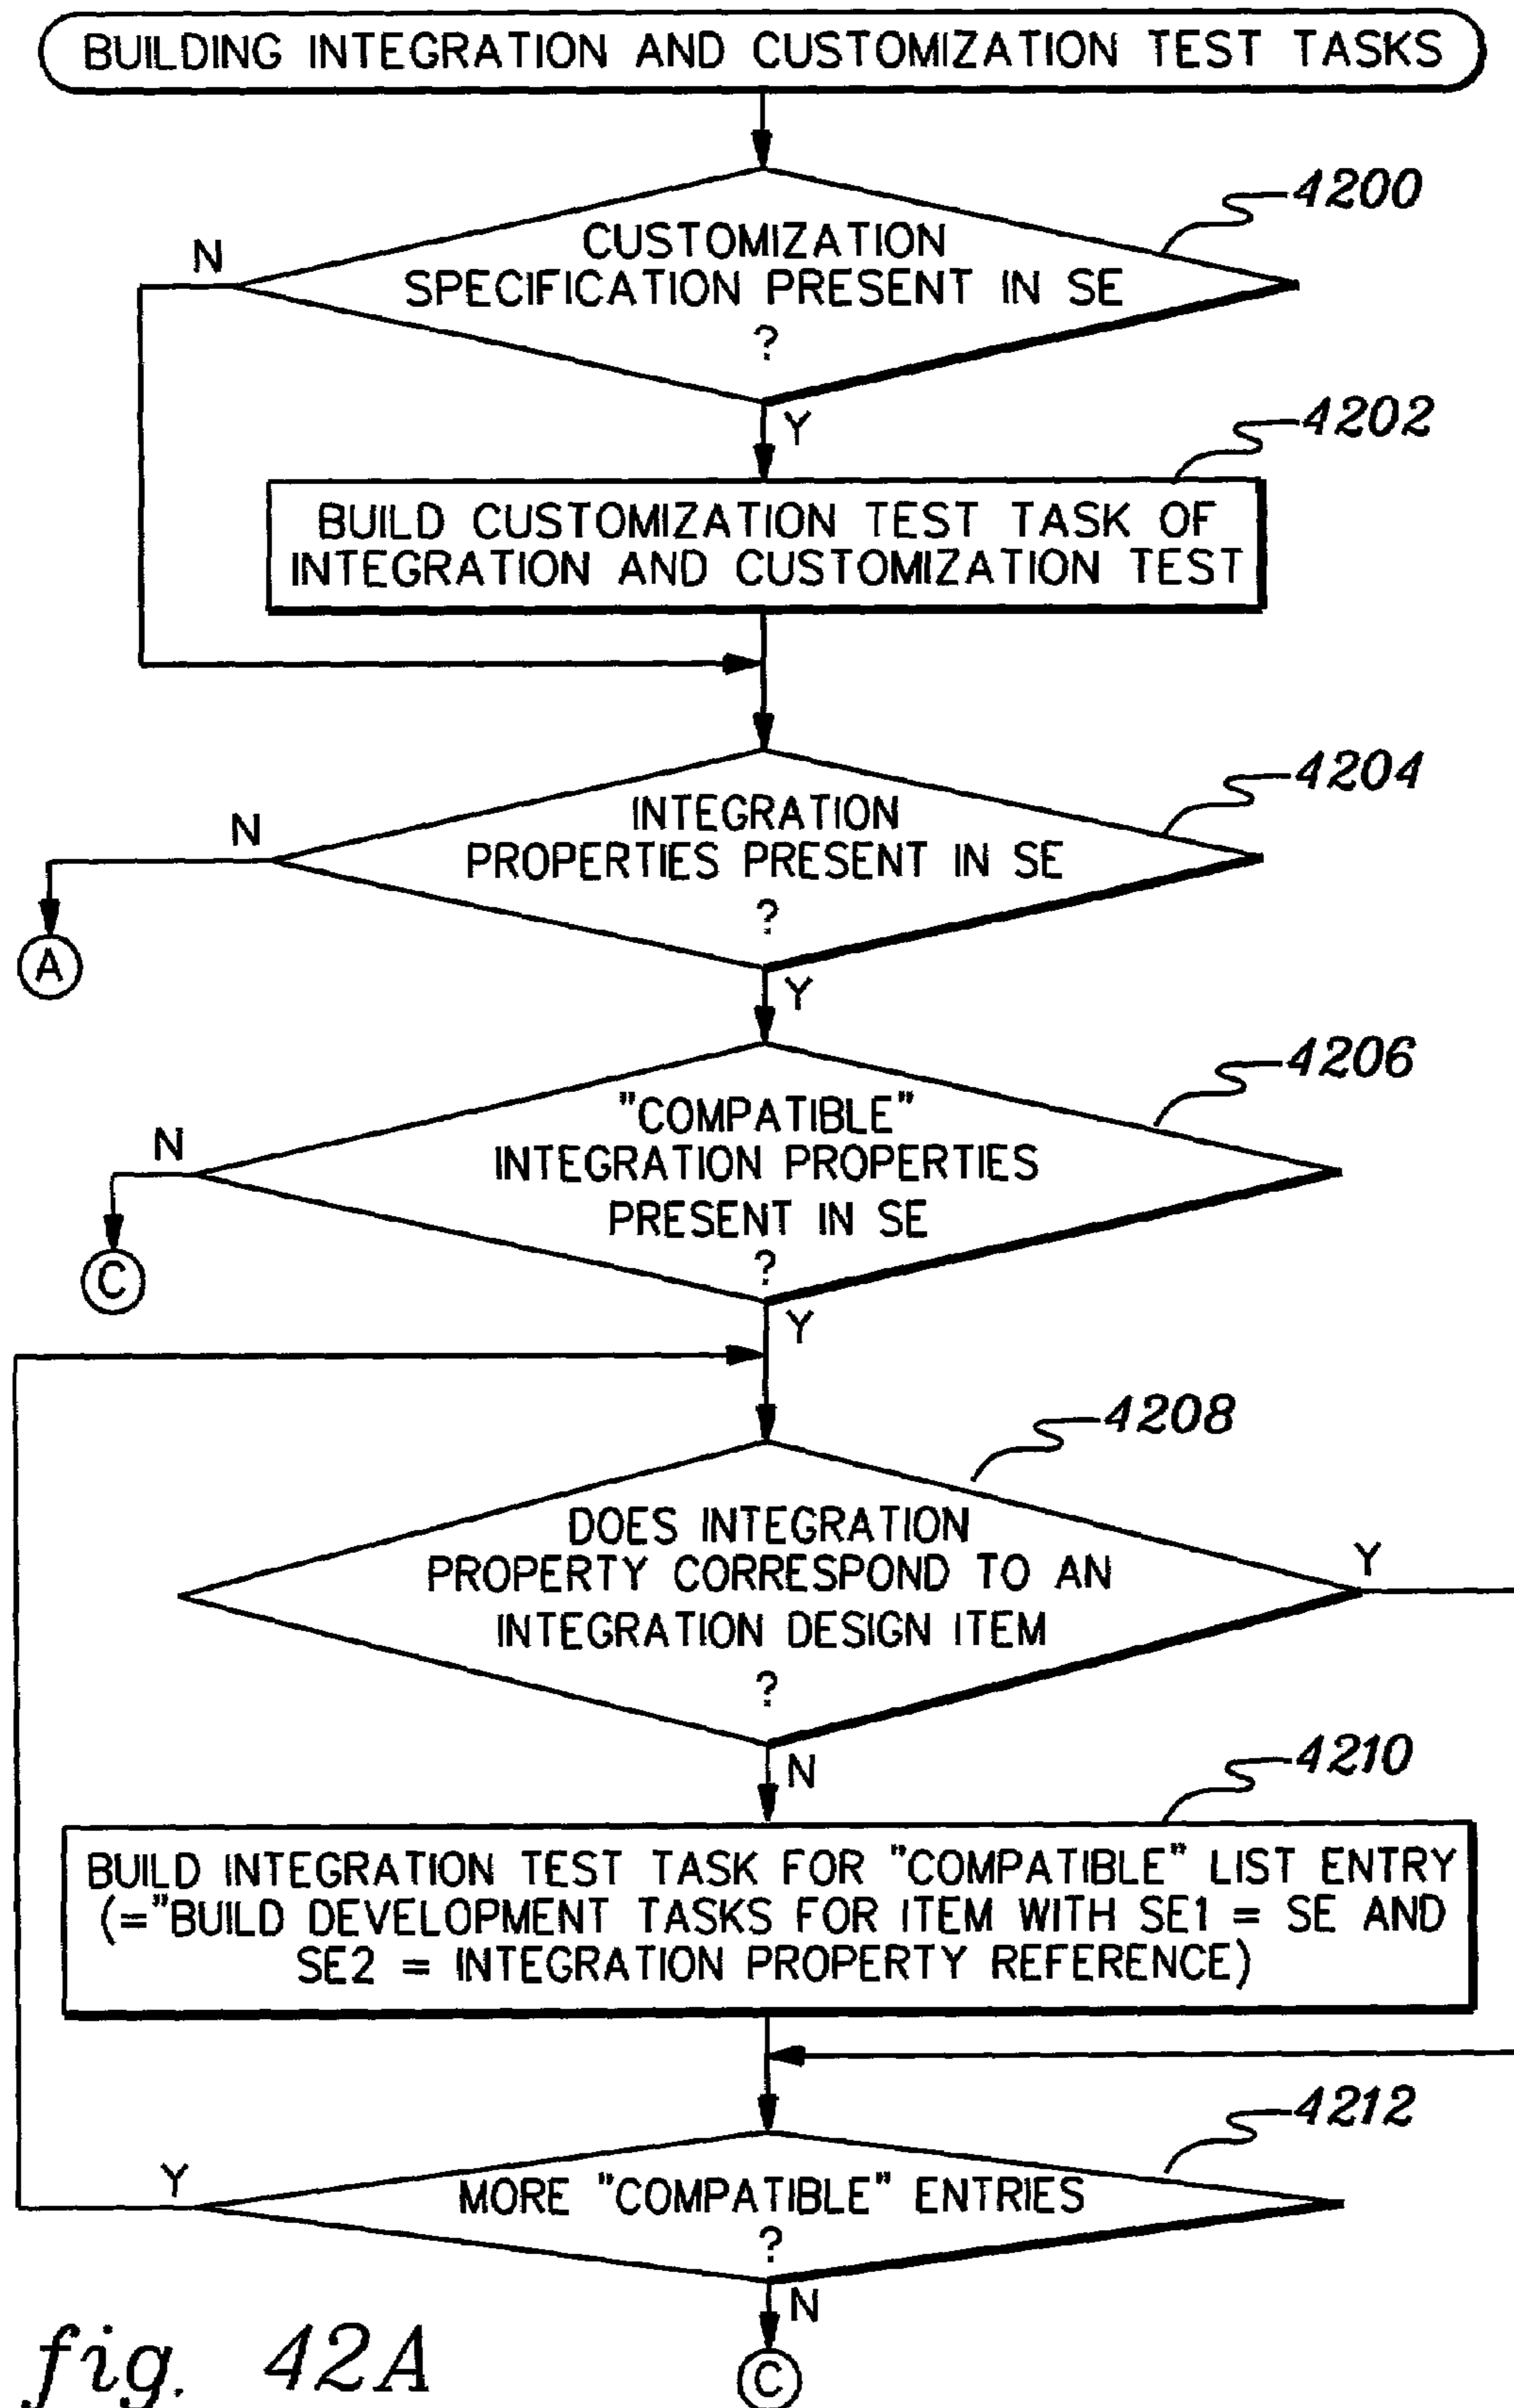 BUILDING INTEGRATION AND CUSTOMIZATION TEST TASKS
4200
N
CUSTOMIZATION
SPECIFICATION PRESENT IN SE
?
Y
4202
BUILD CUSTOMIZATION TEST TASK OF
INTEGRATION AND CUSTOMIZATION TEST
4204
N
INTEGRATION
PROPERTIES PRESENT IN SE
?
A
Y
4206
N
"COMPATIBLE"
INTEGRATION PROPERTIES
PRESENT IN SE
?
C
Y
4208
DOES INTEGRATION
PROPERTY CORRESPOND TO AN
INTEGRATION DESIGN ITEM
?
Y
N
4210
BUILD INTEGRATION TEST TASK FOR "COMPATIBLE" LIST ENTRY
(="BUILD DEVELOPMENT TASKS FOR ITEM WITH SE1 = SE AND
SE2 = INTEGRATION PROPERTY REFERENCE)
4212
Y
MORE "COMPATIBLE" ENTRIES
?
N
C
fig. 42A